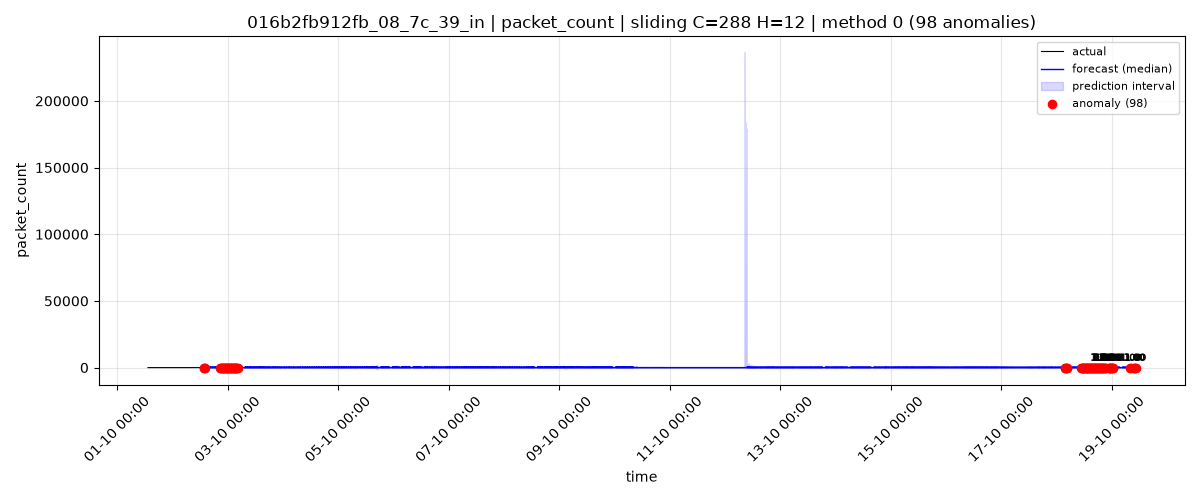 016b2fb912fb_08_7c_39_in | packet_count | sliding C=288 H=12 | method 0 (98 anomalies)
actual
forecast (median)
prediction interval
anomaly (98)
packet_count
200000
150000
100000
50000
0
01-10 00:00
03-10 00:00
05-10 00:00
07-10 00:00
09-10 00:00
11-10 00:00
13-10 00:00
15-10 00:00
17-10 00:00
19-10 00:00
time